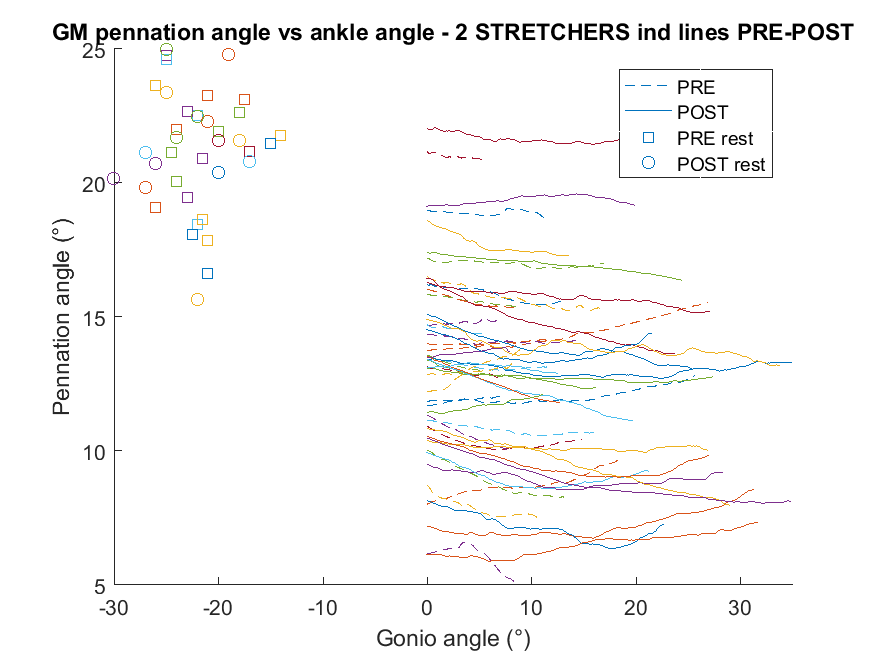 GM pennation angle vs ankle angle - 2 STRETCHERS ind lines PRE-POST
PRE
POST
PRE rest
POST rest
25
20
15
10
5
Pennation angle (°)
-30
-20
-10
0
10
20
30
Gonio angle (°)